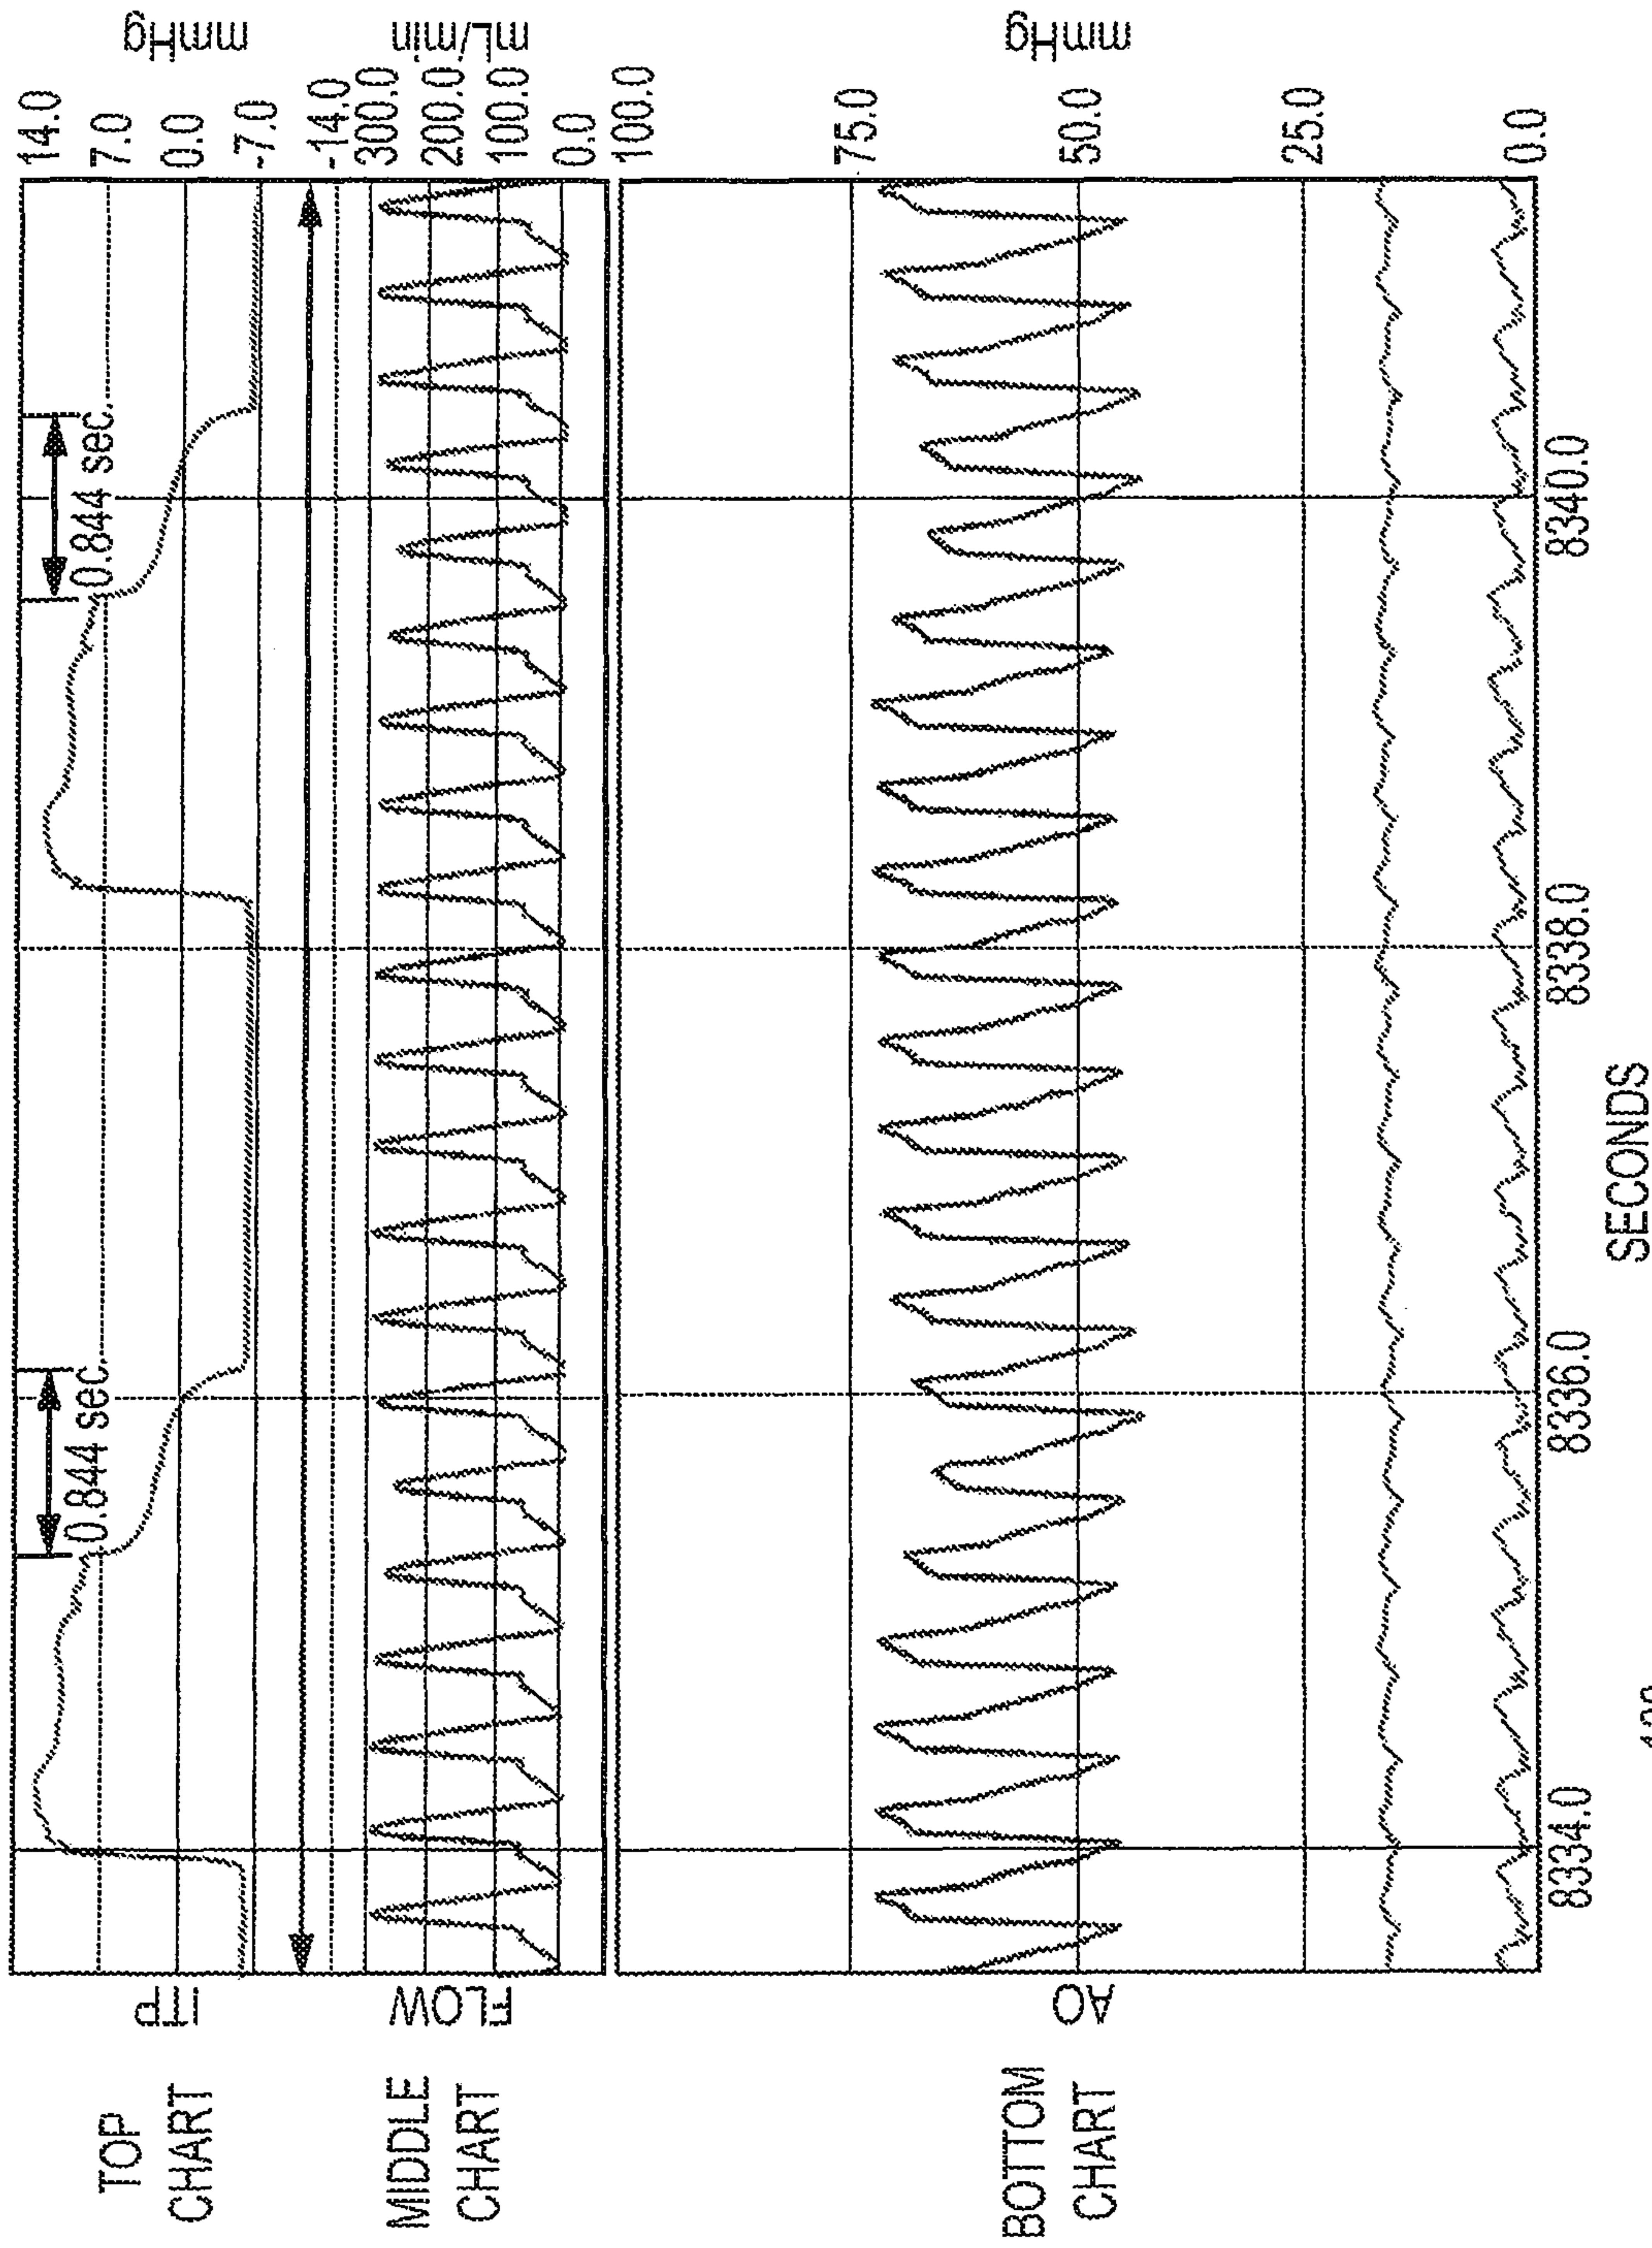 TOP
CHART
ITP
14.0
7.0
0.0
-7.0
-14.0
mmHg
0.844 sec
0.844 sec
MIDDLE
CHART
FLOW
300.0
200.0
100.0
0.0
mL/min
BOTTOM
CHART
AO
100.0
75.0
50.0
25.0
0.0
mmHg
8334.0
8336.0
8338.0
8340.0
SECONDS